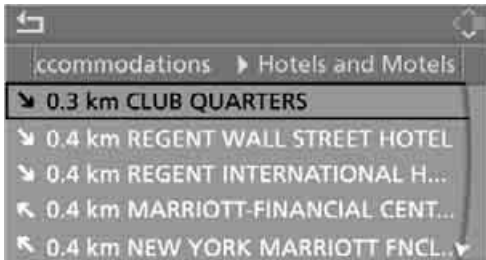 ccommodations ▶ Hotels and Motels
0.3 km CLUB QUARTERS
0.4 km REGENT WALL STREET HOTEL
0.4 km REGENT INTERNATIONAL H...
0.4 km MARRIOTT-FINANCIAL CENT...
0.4 km NEW YORK MARRIOTT FNCL..